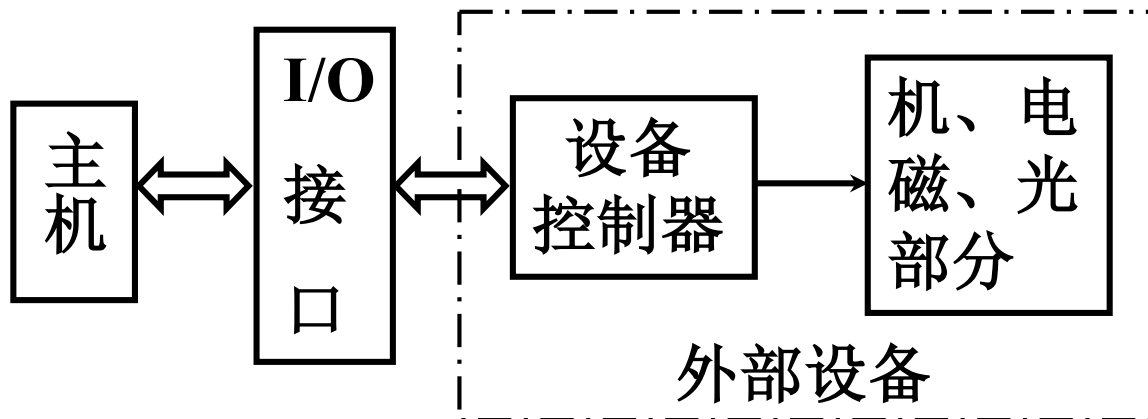 主
机
I/O
接
口
设备
控制器
机、电
磁、光
部分
外部设备